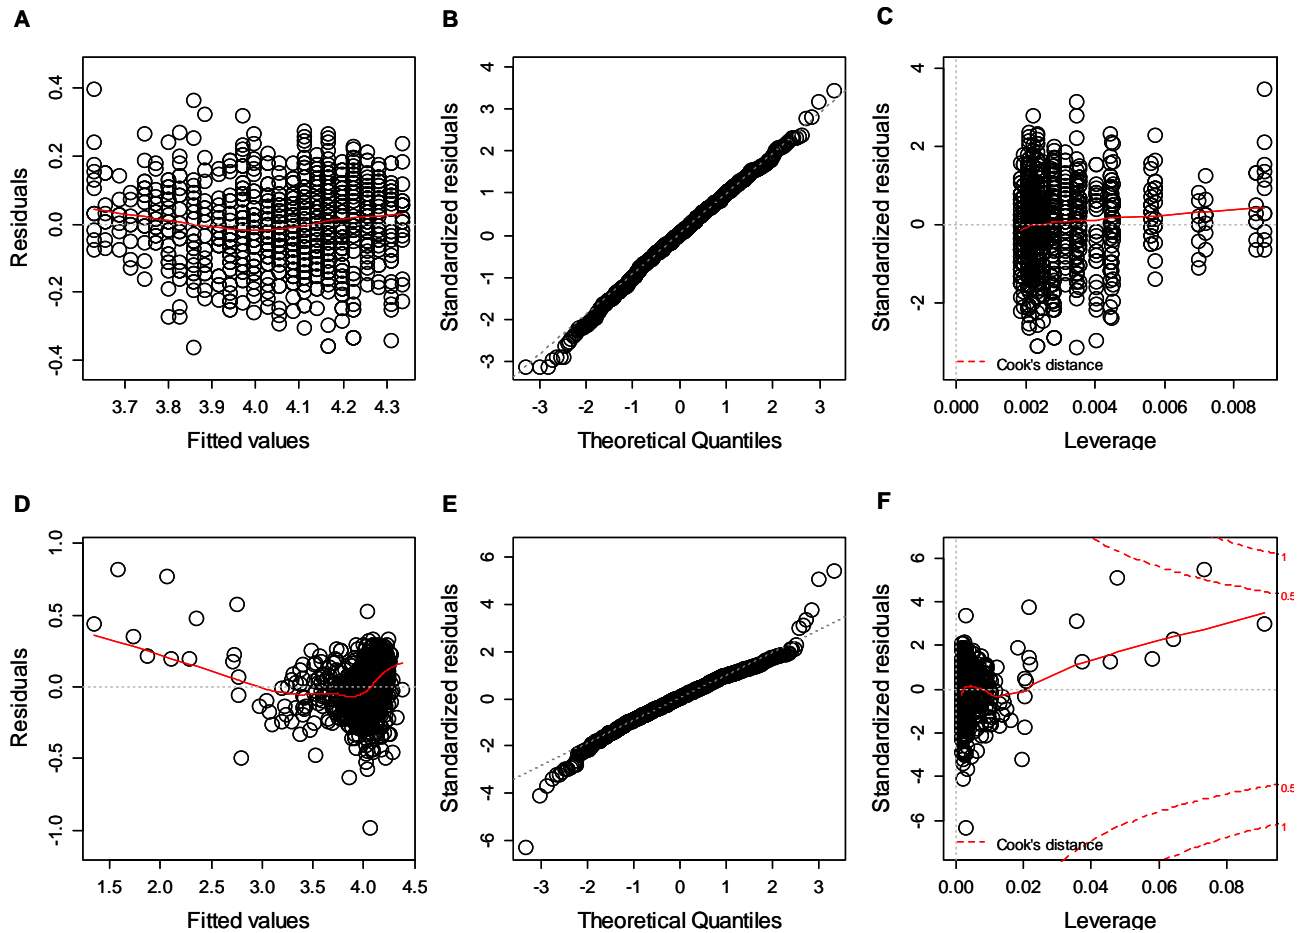 A
B
C
Residuals
0.4
0.2
0.0
-0.2
-0.4
3.7 3.8 3.9 4.0 4.1 4.2 4.3
Fitted values
Standardized residuals
4
3
2
1
0
-1
-2
-3
-3 -2 -1 0 1 2 3
Theoretical Quantiles
Standardized residuals
4
2
0
-2
Cook's distance
0.000 0.002 0.004 0.006 0.008
Leverage
D
E
F
Residuals
1.0
0.5
0.0
-0.5
-1.0
1.5 2.0 2.5 3.0 3.5 4.0 4.5
Fitted values
Standardized residuals
6
4
2
0
-2
-4
-6
-3 -2 -1 0 1 2 3
Theoretical Quantiles
Standardized residuals
6
4
2
0
-2
-4
-6
1
0.5
0.5
1
Cook's distance
0.00 0.02 0.04 0.06 0.08
Leverage